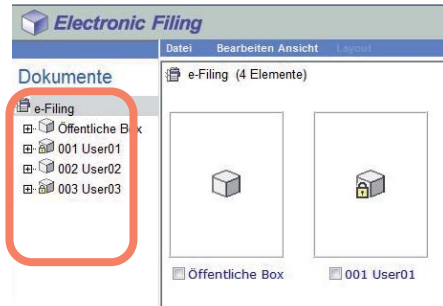 Electronic Filing
Datei Bearbeiten Ansicht Layout
Dokumente
e-Filing
Öffentliche Box
001 User01
002 User02
003 User03
e-Filing (4 Elemente)
Öffentliche Box
001 User01